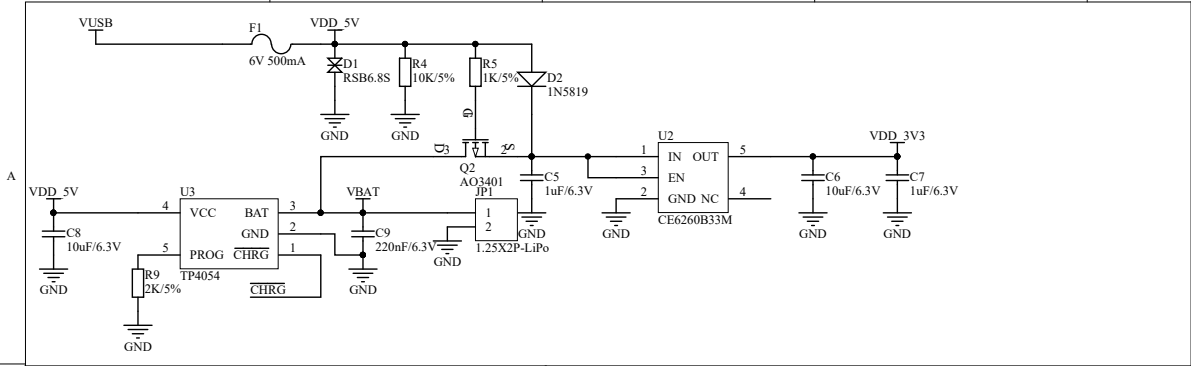 VUSB
F1
6V 500mA
VDD_5V
D1
RSB6.8S
GND
R4
10K/5%
GND
R5
1K/5%
D2
1N5819
G
D
3
2
S
Q2
AO3401
C5
1uF/6.3V
GND
U2
1 IN OUT 5
3 EN
2 GND NC 4
CE6260B33M
GND
VDD_3V3
C6
10uF/6.3V
GND
C7
1uF/6.3V
GND
A
VDD_5V
C8
10uF/6.3V
GND
U3
4 VCC BAT 3
GND 2
5 PROG CHRG 1
TP4054
R9
2K/5%
GND
CHRG
VBAT
C9
220nF/6.3V
GND
JP1
1
2
1.25X2P-LiPo
GND